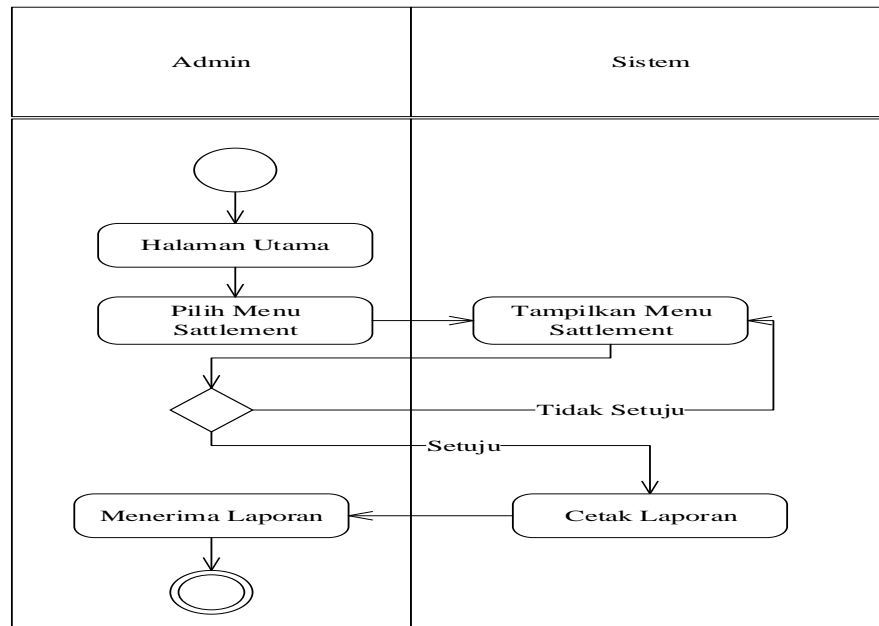 Admin
Sistem
Halaman Utama
Pilih Menu
Sattlement
Tampilkan Menu
Sattlement
Tidak Setuju
Setuju
Menerima Laporan
Cetak Laporan